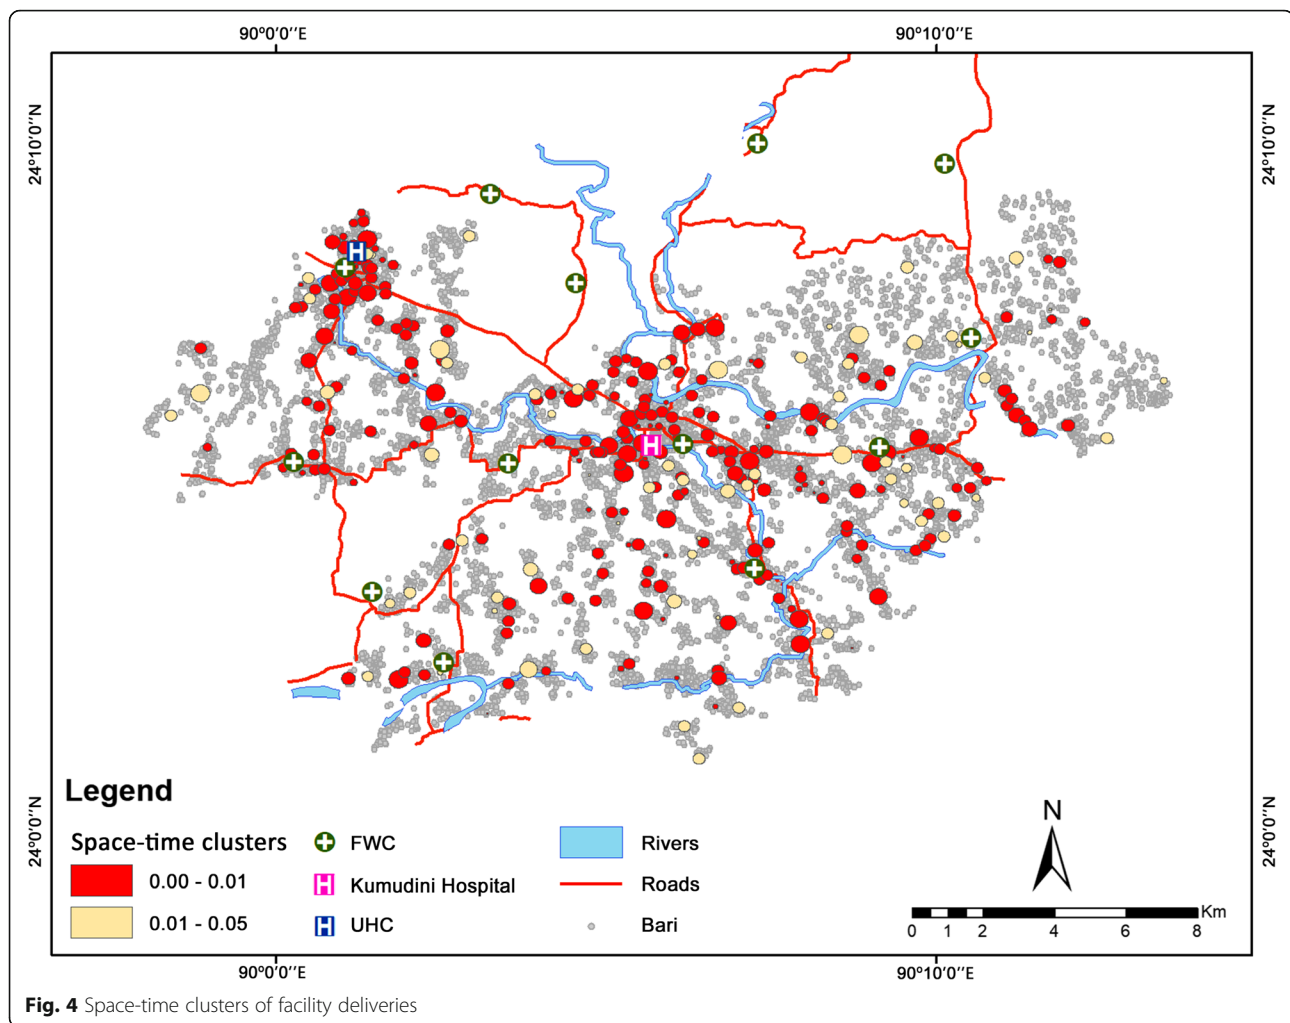 90°0'0''E 90°10'0''E
24°10'0''N 24°10'0''N
H
H
Legend
Space-time clusters
0.00 - 0.01
0.01 - 0.05
FWC
H Kumudini Hospital
H UHC
Rivers
Roads
Bari
N
Km
0 1 2 4 6 8
24°0'0''N 24°0'0''N
90°0'0''E 90°10'0''E
Fig. 4 Space-time clusters of facility deliveries